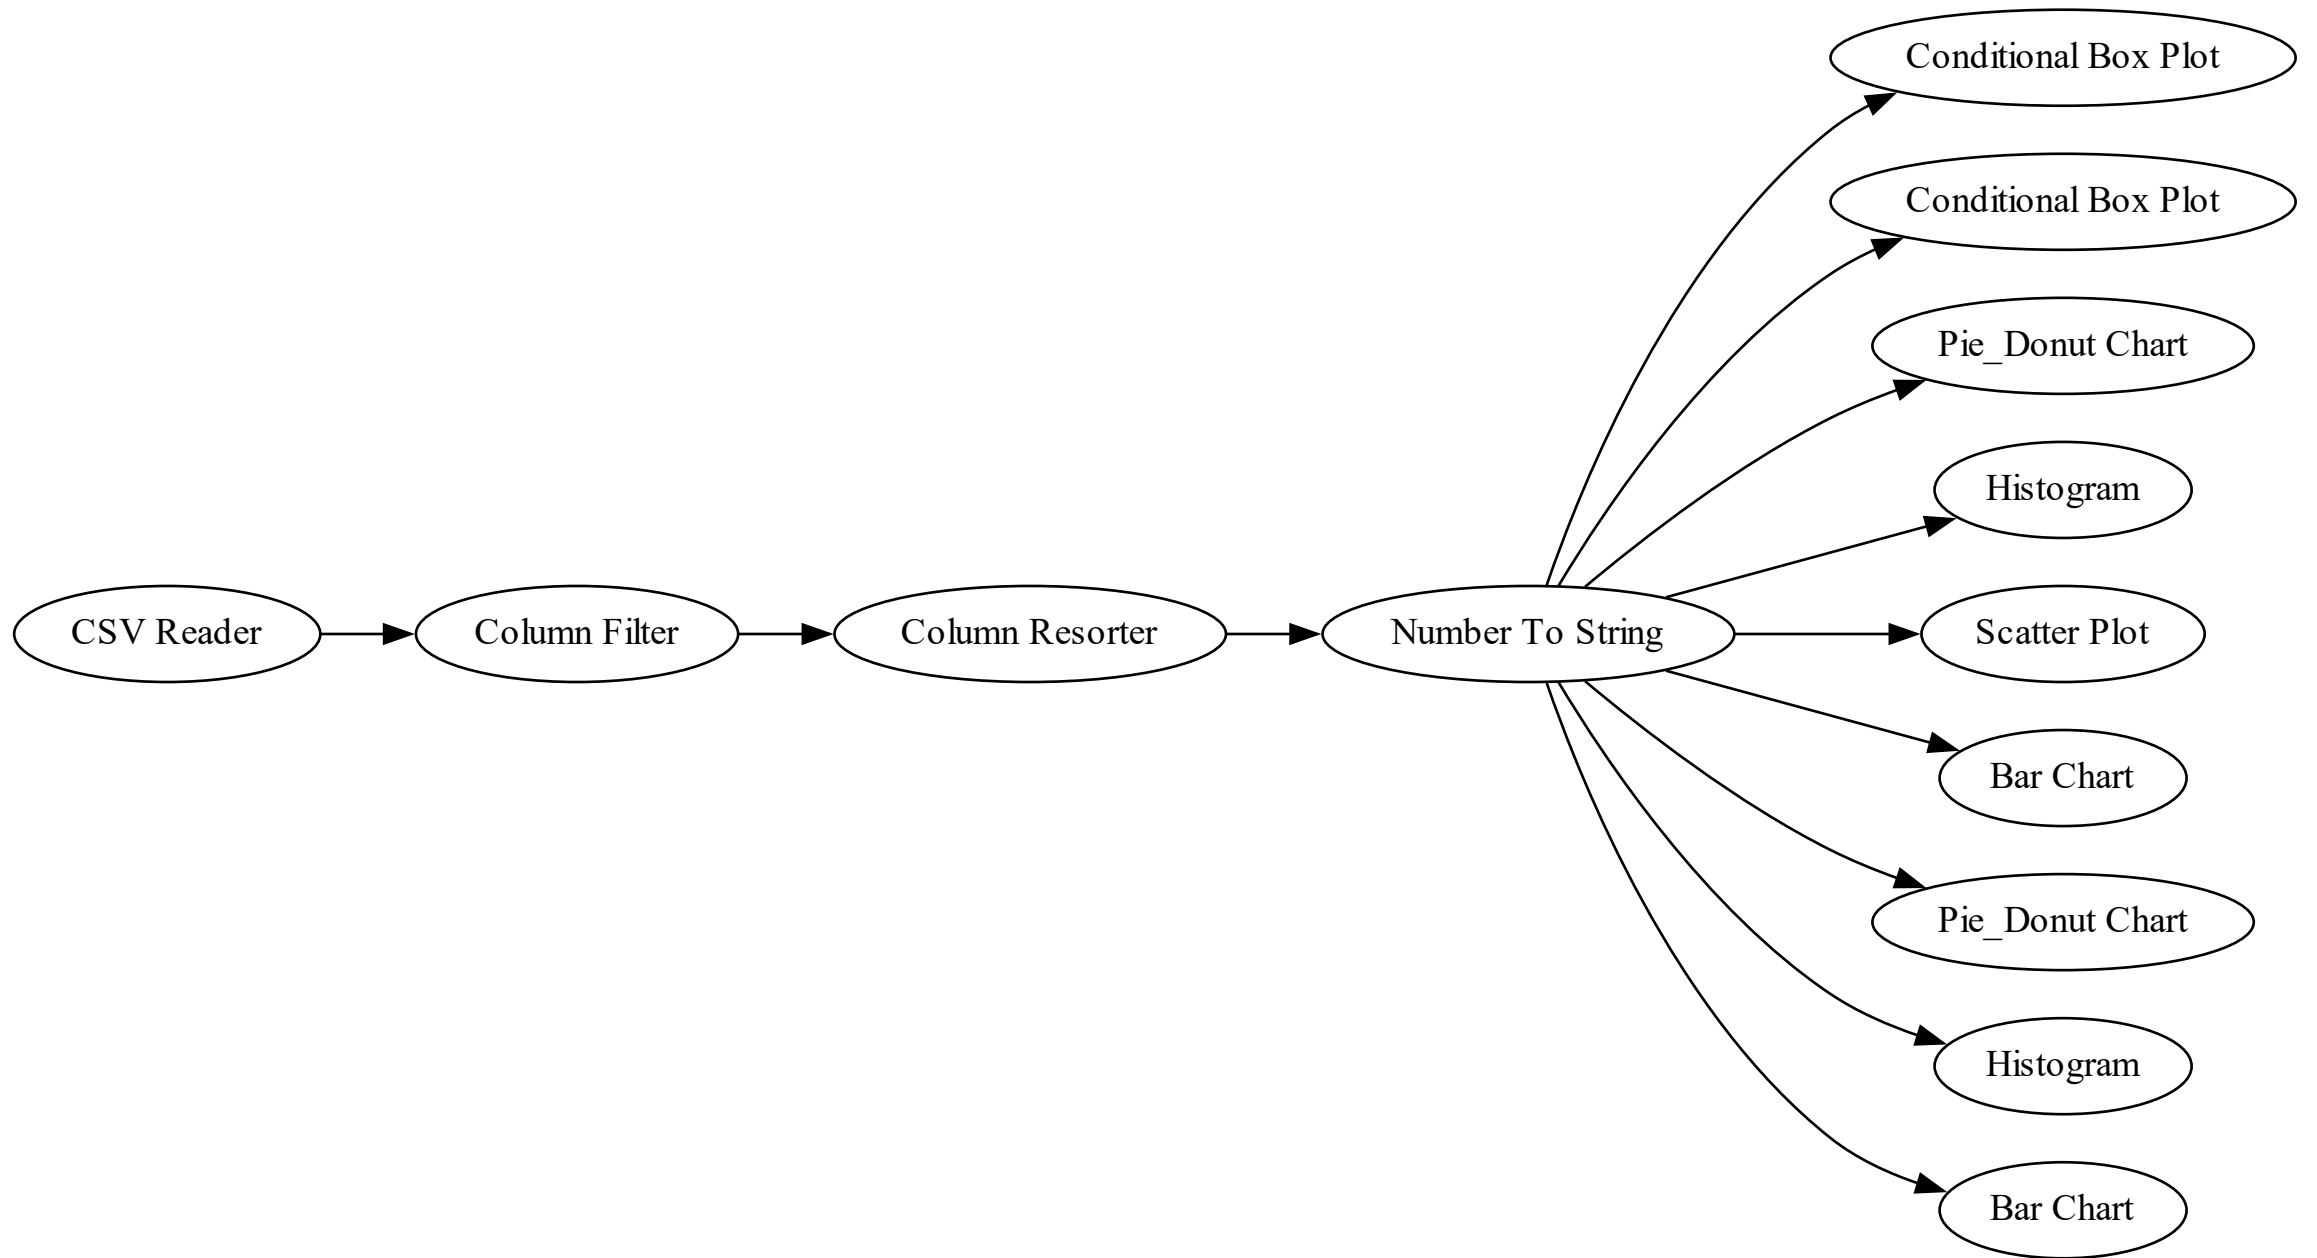 CSV Reader
Column Filter
Column Resorter
Number To String
Conditional Box Plot
Conditional Box Plot
Pie_Donut Chart
Histogram
Scatter Plot
Bar Chart
Pie_Donut Chart
Histogram
Bar Chart